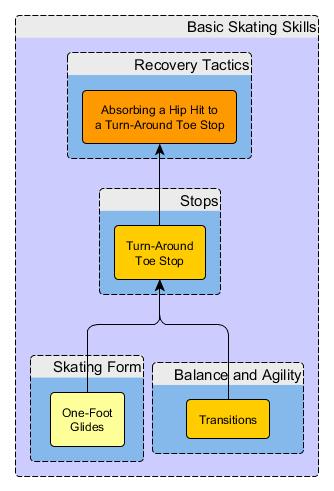 Basic Skating Skills
Recovery Tactics
Absorbing a Hip Hit to
a Turn-Around Toe Stop
Stops
Turn-Around
Toe Stop
Skating Form
One-Foot
Glides
Balance and Agility
Transitions